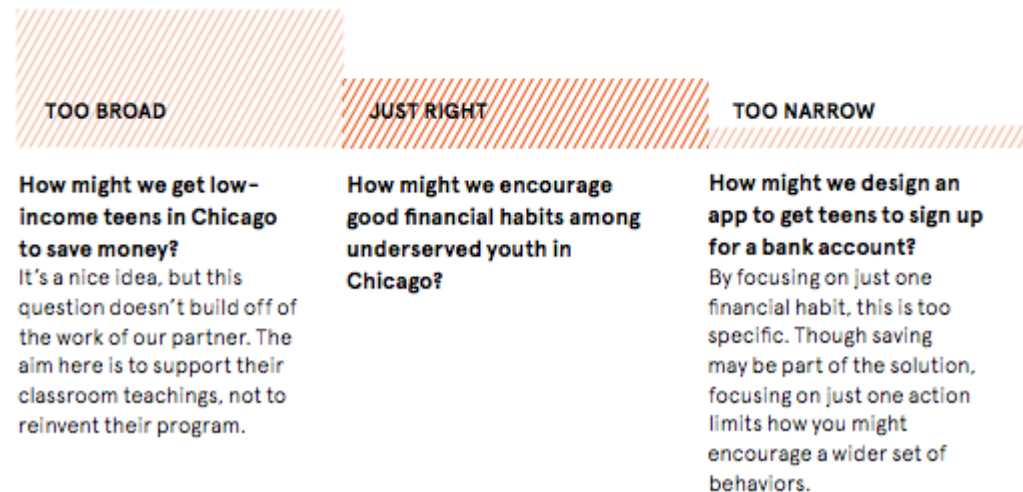 TOO BROAD
How might we get low-
income teens in Chicago
to save money?
It's a nice idea, but this
question doesn't build off of
the work of our partner. The
aim here is to support their
classroom teachings, not to
reinvent their program.
JUST RIGHT
How might we encourage
good financial habits among
underserved youth in
Chicago?
TOO NARROW
How might we design an
app to get teens to sign up
for a bank account?
By focusing on just one
financial habit, this is too
specific. Though saving
may be part of the solution,
focusing on just one action
limits how you might
encourage a wider set of
behaviors.